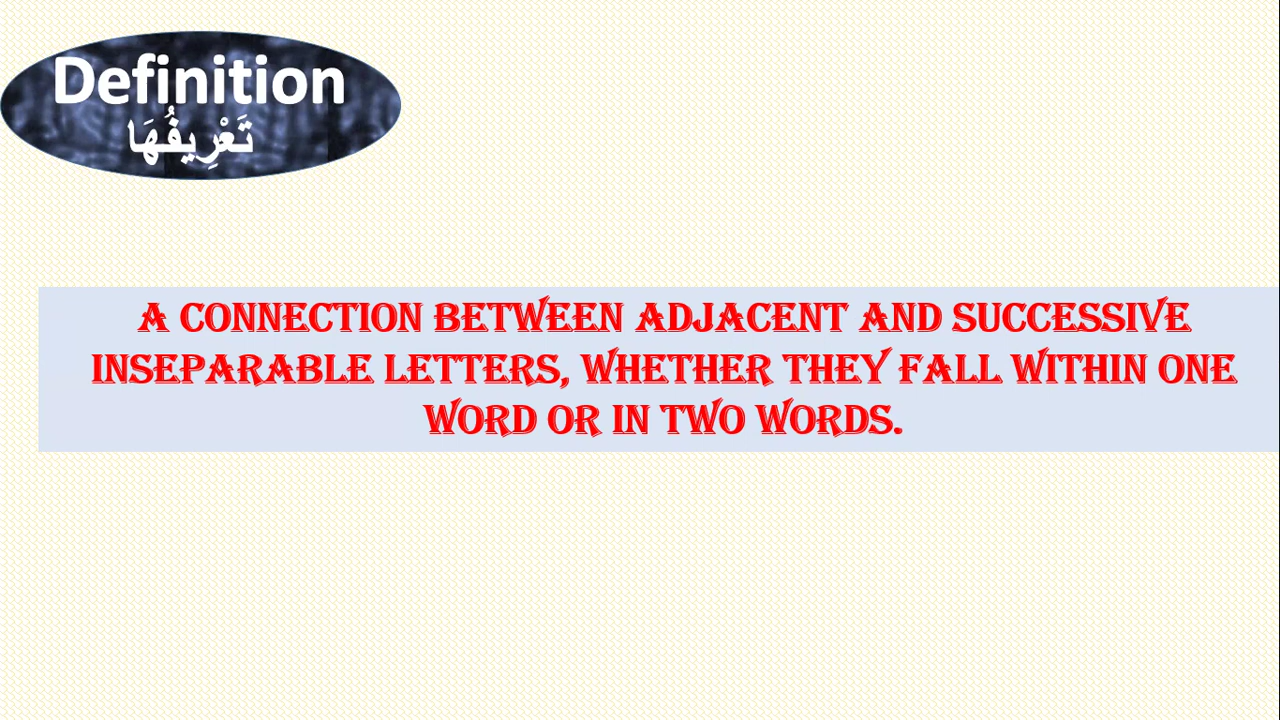 Definition
تَعْرِيفُهَا
A CONNECTION BETWEEN ADJACENT AND SUCCESSIVE
INSEPARABLE LETTERS, WHETHER THEY FALL WITHIN ONE
WORD OR IN TWO WORDS.